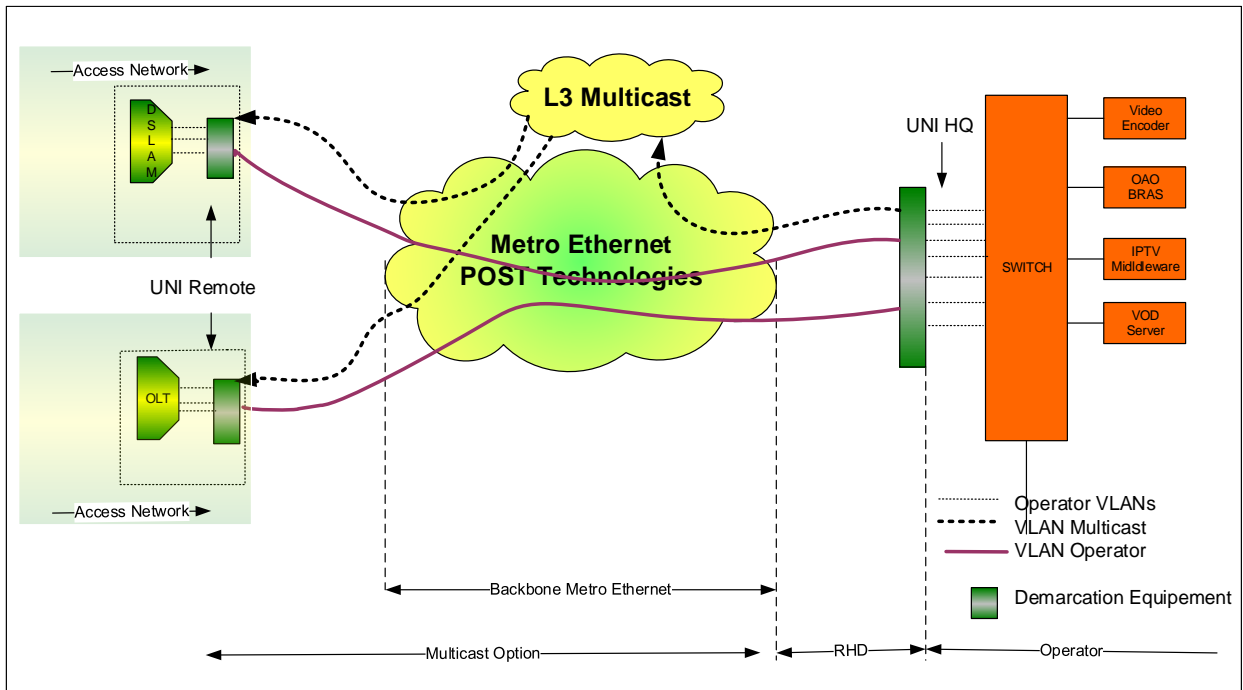 Access Network
D
S
L
A
M
UNI Remote
OLT
Access Network
L3 Multicast
Metro Ethernet
POST Technologies
UNI HQ
SWITCH
Video
Encoder
OAO
BRAS
IPTV
Midldleware
VOD
Server
Operator VLANs
VLAN Multicast
VLAN Operator
Demarcation Equipement
Backbone Metro Ethernet
Multicast Option
RHD
Operator